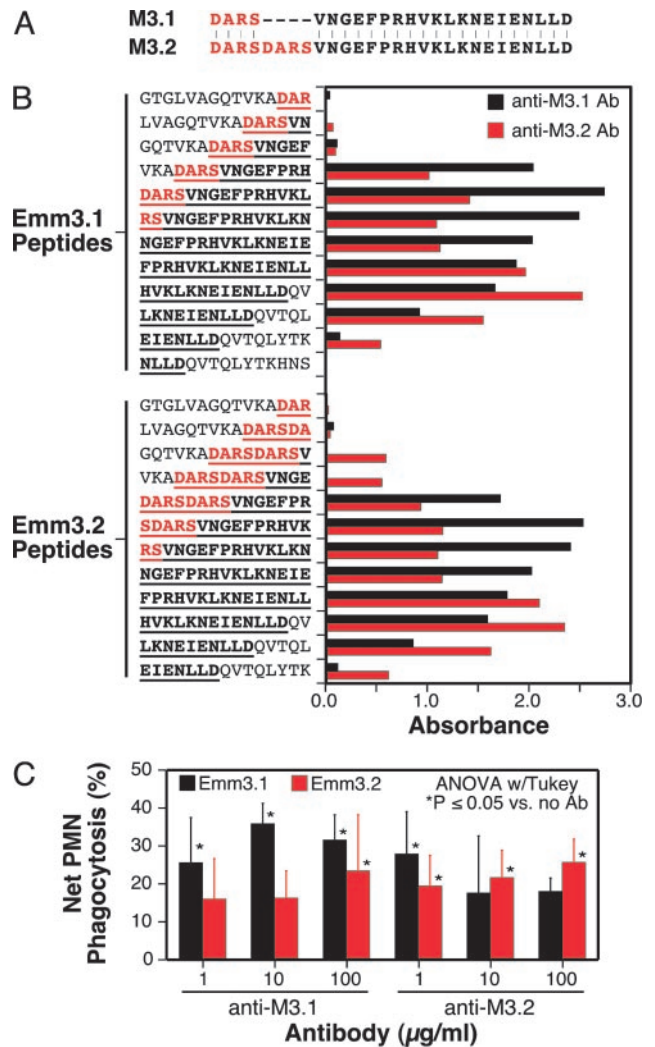 A
M3.1 DARS----VNGEFPRHVKLKNEIENLLD
M3.2 DARSDARSVNGEFPRHVKLKNEIENLLD
B
anti-M3.1 Ab
anti-M3.2 Ab
Emm3.1
Peptides
GTGLVAGQTVKADAR
LVAGQTVKADARSVN
GQTVKADARSVNGEF
VKADARSVNGEFPRH
DARSVNGEFPRHVKL
RSVNGEFPRHVKLKN
NGEFPRHVKLKNEIE
FPRHVKLKNEIENLL
HVKLKNEIENLLDQV
LKNEIENLLDQVTQL
EIENLLDQVTQLYTK
NLLDQVTQLYTKHNS
Emm3.2
Peptides
GTGLVAGQTVKADAR
LVAGQTVKADARSDA
GQTVKADARSDARSV
VKADARSDARSVNGE
DARSDARSVNGEFPR
SDARSVNGEFPRHVK
RSVNGEFPRHVKLKN
NGEFPRHVKLKNEIE
FPRHVKLKNEIENLL
HVKLKNEIENLLDQV
LKNEIENLLDQVTQL
EIENLLDQVTQLYTK
0.0 1.0 2.0 3.0
Absorbance
C
Net PMN
Phagocytosis (%)
50
40
30
20
10
0
Emm3.1 Emm3.2
ANOVA w/Tukey
*P ≤ 0.05 vs. no Ab
* * * * * * * *
1 10 100 1 10 100
anti-M3.1 anti-M3.2
Antibody (µg/ml)